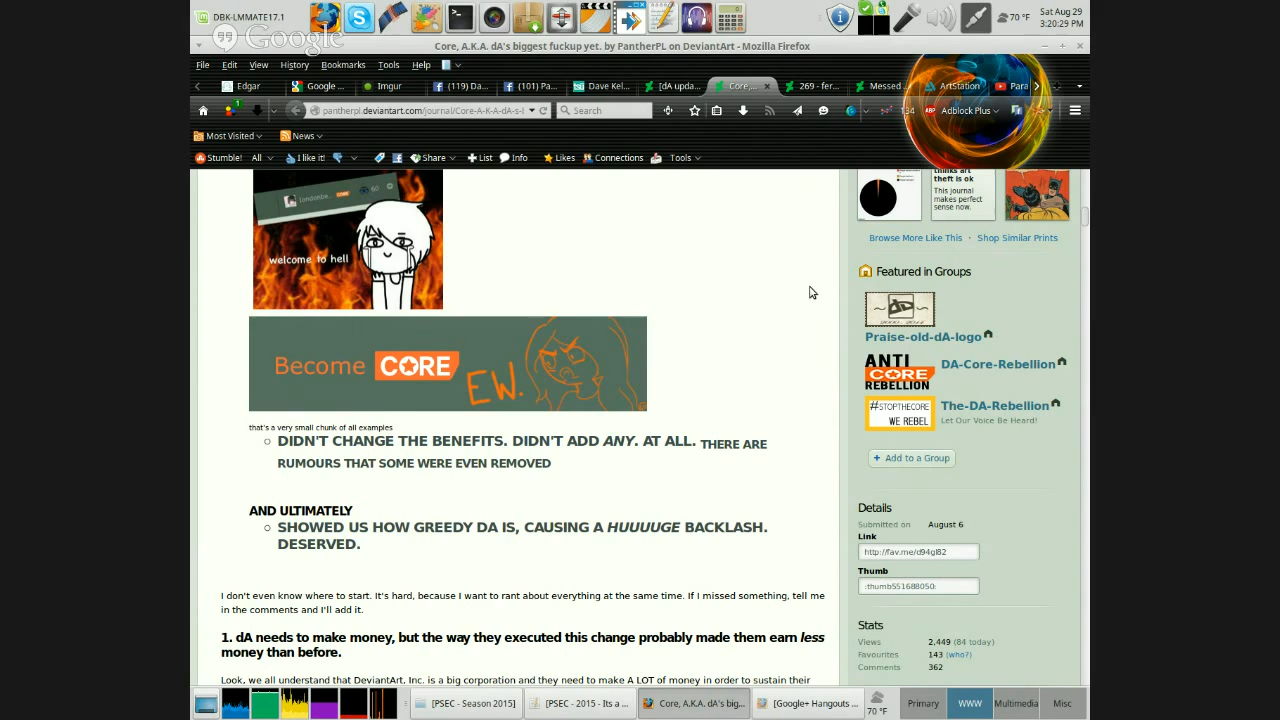 DBK-LMMATE17.1
70 °F
Sat Aug 29
3:20:29 PM
Google
Core, A.K.A. dA's biggest fuckup yet. by PantherPL on DeviantArt - Mozilla Firefox
File Edit View History Bookmarks Tools Help
Edgar
Google ...
Imgur
(119) Da...
(101) Pa...
Dave Kel...
[dA upda...
Core,...
269 - fer...
Messed
ArtStation
Para
pantherpl.deviantart.com/journal/Core-A-K-A-dA-s-
Search
134
ABP Adblock Plus
Most Visited
News
Stumble! All I like it! Share List Info Likes Connections Tools
londonbe.. CORE 60
welcome to hell
Become CORE EW.
that's a very small chunk of all examples
DIDN'T CHANGE THE BENEFITS. DIDN'T ADD ANY. AT ALL. THERE ARE
RUMOURS THAT SOME WERE EVEN REMOVED
AND ULTIMATELY
SHOWED US HOW GREEDY DA IS, CAUSING A HUUUUGE BACKLASH.
DESERVED.
I don't even know where to start. It's hard, because I want to rant about everything at the same time. If I missed something, tell me
in the comments and I'll add it.
1. dA needs to make money, but the way they executed this change probably made them earn less
money than before.
Look, we all understand that DeviantArt, Inc. is a big corporation and they need to make A LOT of money in order to sustain their
thinks art
theft is ok
This journal
makes perfect
sense now.
Browse More Like This · Shop Similar Prints
Featured in Groups
dA
2000 - 2014
Praise-old-dA-logo
ANTI
CORE
REBELLION
DA-Core-Rebellion
#STOPTHECORE
WE REBEL
The-DA-Rebellion
Let Our Voice Be Heard!
+ Add to a Group
Details
Submitted on August 6
Link
http://fav.me/d94gl82
Thumb
:thumb551688050:
Stats
Views 2,449 (84 today)
Favourites 143 (who?)
Comments 362
[PSEC - Season 2015]
[PSEC - 2015 - Its a ...
Core, A.K.A. dA's big...
[Google+ Hangouts ...
70 °F
Primary
WWW
Multimedia
Misc